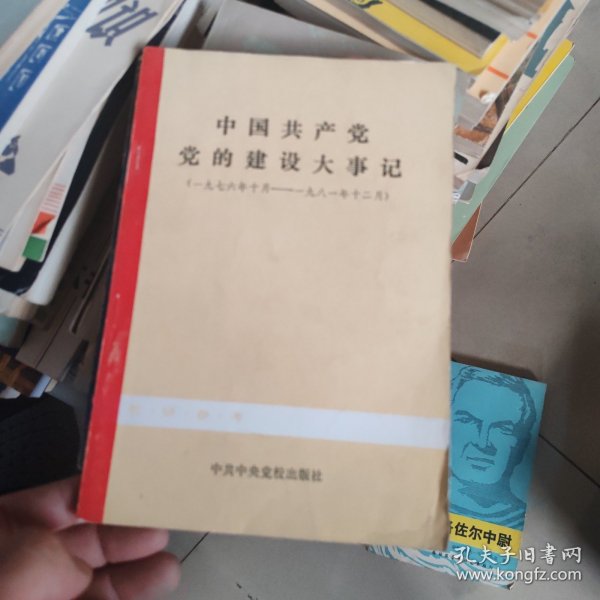 中国共产党
党的建设大事记
(一九七六年十月——一九八一年十二月)
中共中央党校出版社
佐尔中尉
孔夫子旧书网
www.kongfz.com